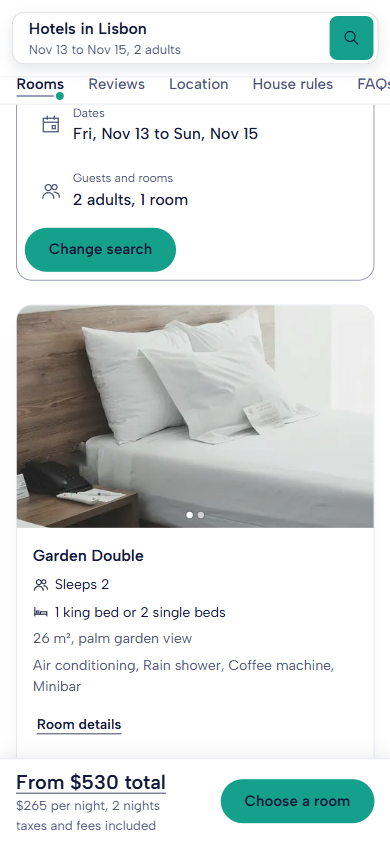 Hotels in Lisbon
Nov 13 to Nov 15, 2 adults
Rooms Reviews Location House rules FAQs
Dates
Fri, Nov 13 to Sun, Nov 15
Guests and rooms
2 adults, 1 room
Change search
Garden Double
Sleeps 2
1 king bed or 2 single beds
26 m², palm garden view
Air conditioning, Rain shower, Coffee machine,
Minibar
Room details
From $530 total
$265 per night, 2 nights
taxes and fees included
Choose a room